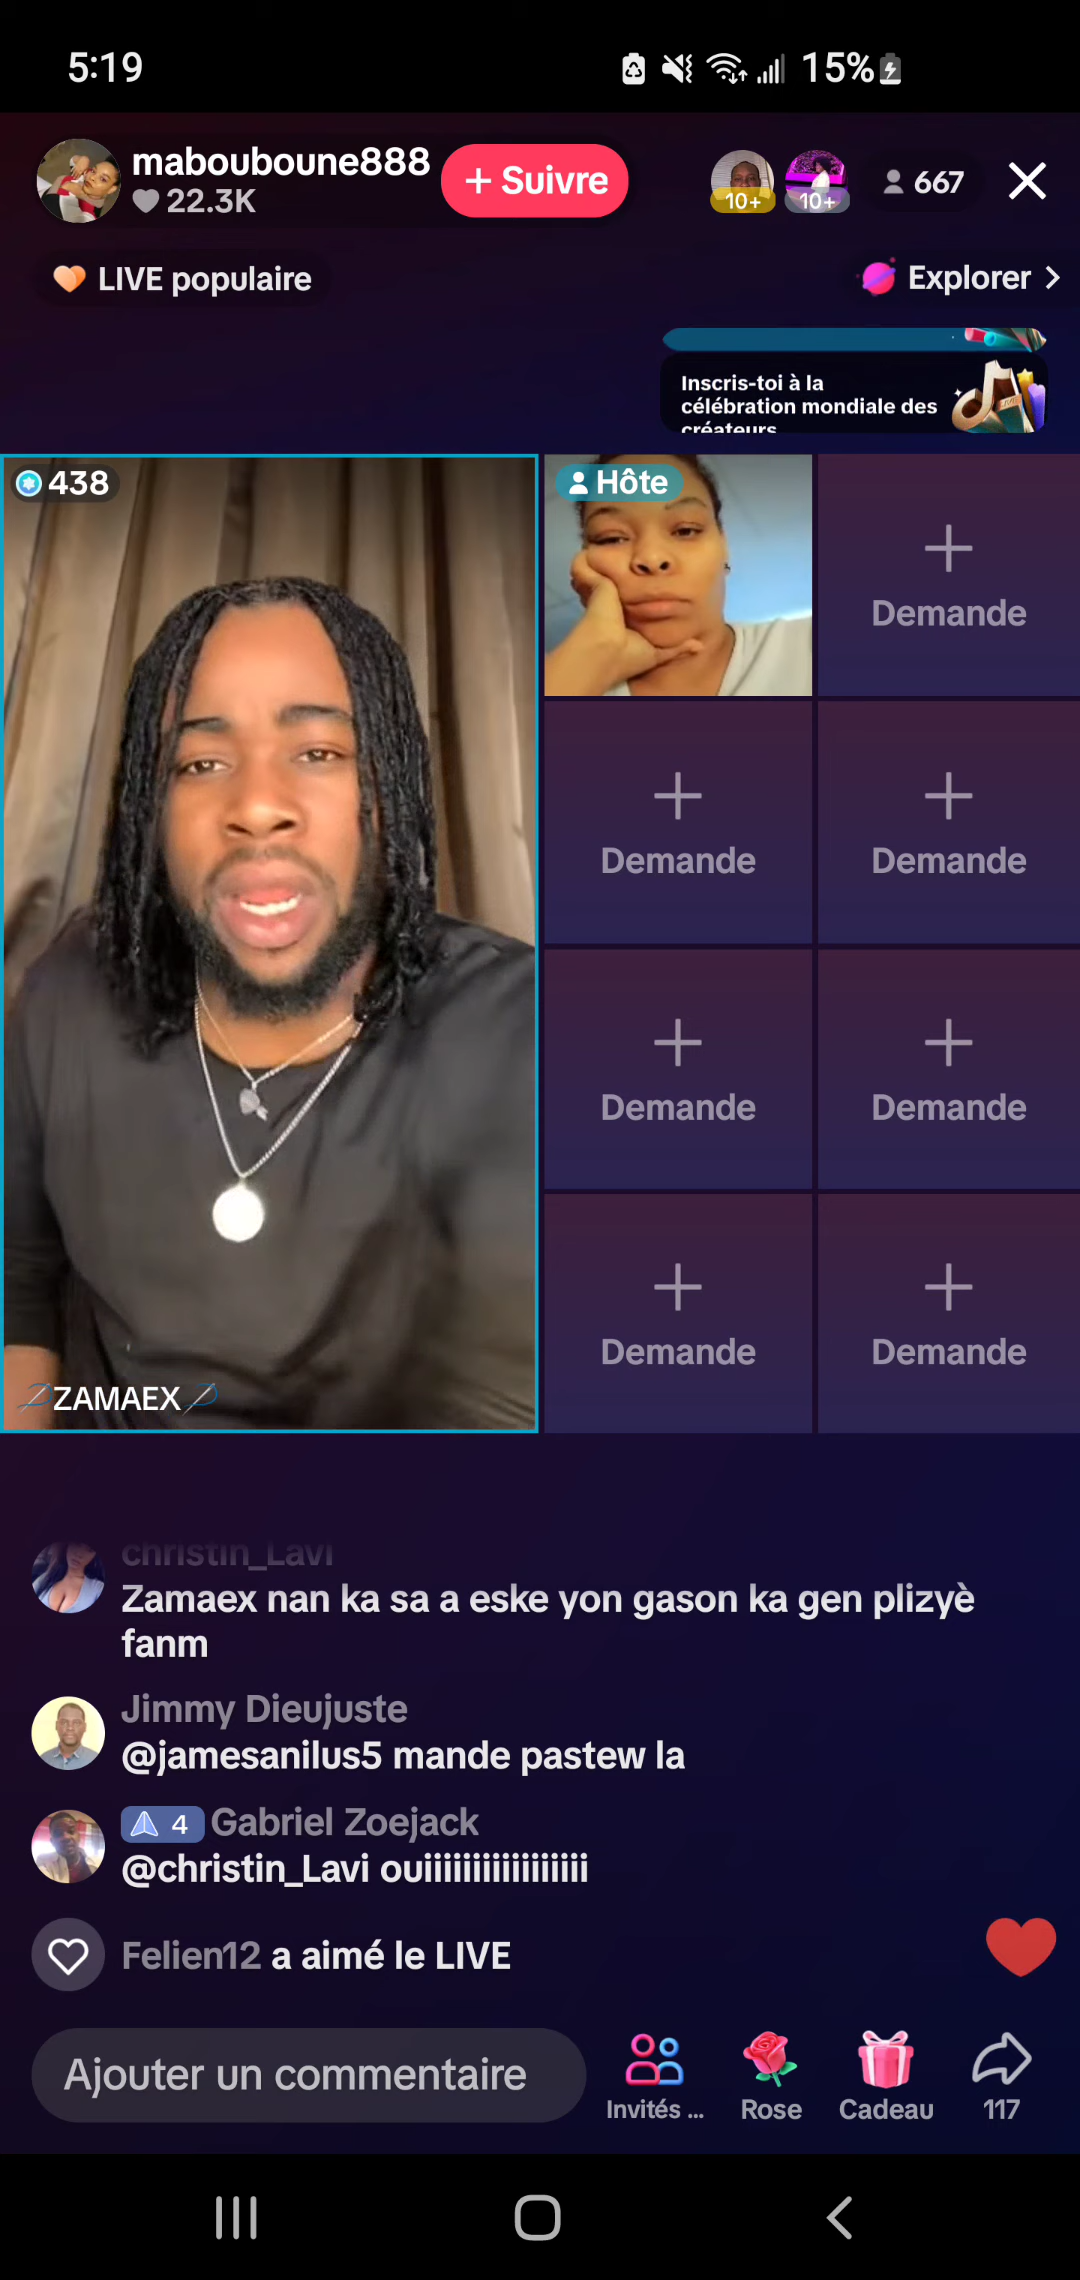 5:19
15%
mabouboune888
+ Suivre
22.3K
10+
10+
667
LIVE populaire
Explorer >
Inscris-toi à la
célébration mondiale des
créateurs
438
Hôte
Demande
Demande
Demande
Demande
Demande
Demande
Demande
ZAMAEX
christin_Lavi
Zamaex nan ka sa a eske yon gason ka gen plizyè
fanm
Jimmy Dieujuste
@jamesanilus5 mande pastew la
4 Gabriel Zoejack
@christin_Lavi ouiiiiiiiiiiiiiiiii
Felien12 a aimé le LIVE
Ajouter un commentaire
Invités ...
Rose
Cadeau
117